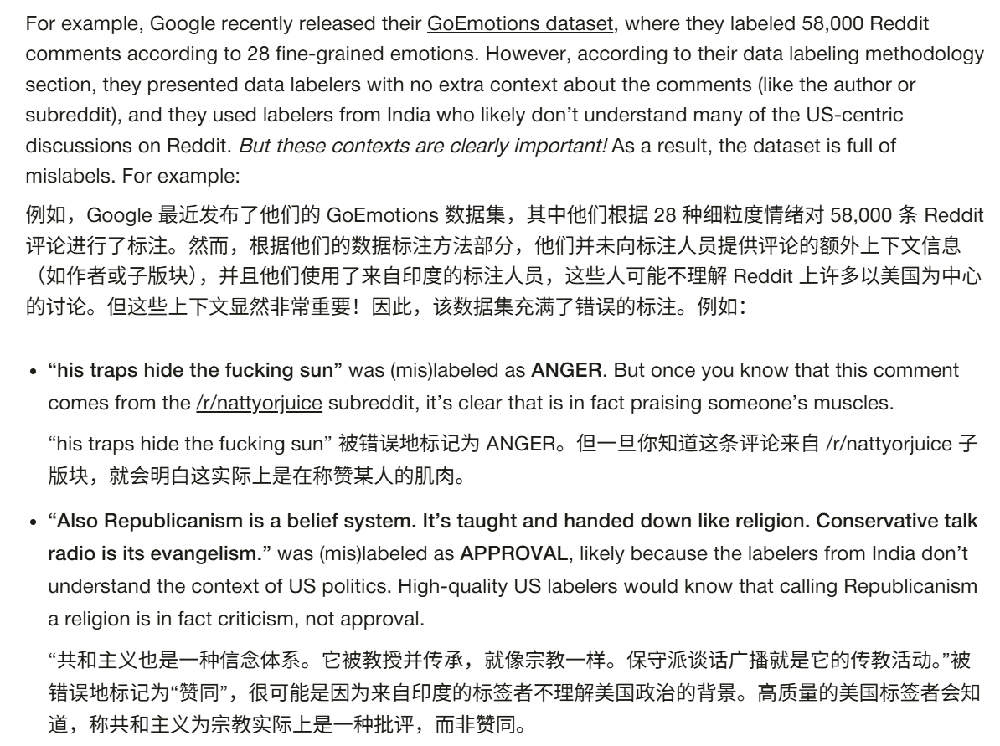 For example, Google recently released their GoEmotions dataset, where they labeled 58,000 Reddit
comments according to 28 fine-grained emotions. However, according to their data labeling methodology
section, they presented data labelers with no extra context about the comments (like the author or
subreddit), and they used labelers from India who likely don’t understand many of the US-centric
discussions on Reddit. But these contexts are clearly important! As a result, the dataset is full of
mislabels. For example:
例如，Google 最近发布了他们的 GoEmotions 数据集，其中他们根据 28 种细粒度情绪对 58,000 条 Reddit
评论进行了标注。然而，根据他们的数据标注方法部分，他们并未向标注人员提供评论的额外上下文信息
（如作者或子版块），并且他们使用了来自印度的标注人员，这些人可能不理解 Reddit 上许多以美国为中心
的讨论。但这些上下文显然非常重要！因此，该数据集充满了错误的标注。例如：
• “his traps hide the fucking sun” was (mis)labeled as ANGER. But once you know that this comment
comes from the /r/nattyorjuice subreddit, it’s clear that is in fact praising someone’s muscles.
“his traps hide the fucking sun” 被错误地标记为 ANGER。但一旦你知道这条评论来自 /r/nattyorjuice 子
版块，就会明白这实际上是在称赞某人的肌肉。
• “Also Republicanism is a belief system. It’s taught and handed down like religion. Conservative talk
radio is its evangelism.” was (mis)labeled as APPROVAL, likely because the labelers from India don’t
understand the context of US politics. High-quality US labelers would know that calling Republicanism
a religion is in fact criticism, not approval.
“共和主义也是一种信念体系。它被教授并传承，就像宗教一样。保守派谈话广播就是它的传教活动。”被
错误地标记为“赞同”，很可能是因为来自印度的标签者不理解美国政治的背景。高质量的美国标签者会知
道，称共和主义为宗教实际上是一种批评，而非赞同。